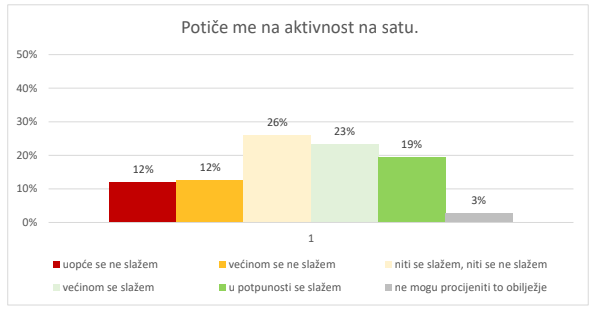 Potiče me na aktivnost na satu.
50%
40%
30%
20%
10%
0%
12%
12%
26%
23%
19%
3%
1
uopće se ne slažem
većinom se ne slažem
niti se slažem, niti se ne slažem
većinom se slažem
u potpunosti se slažem
ne mogu procijeniti to obilježje